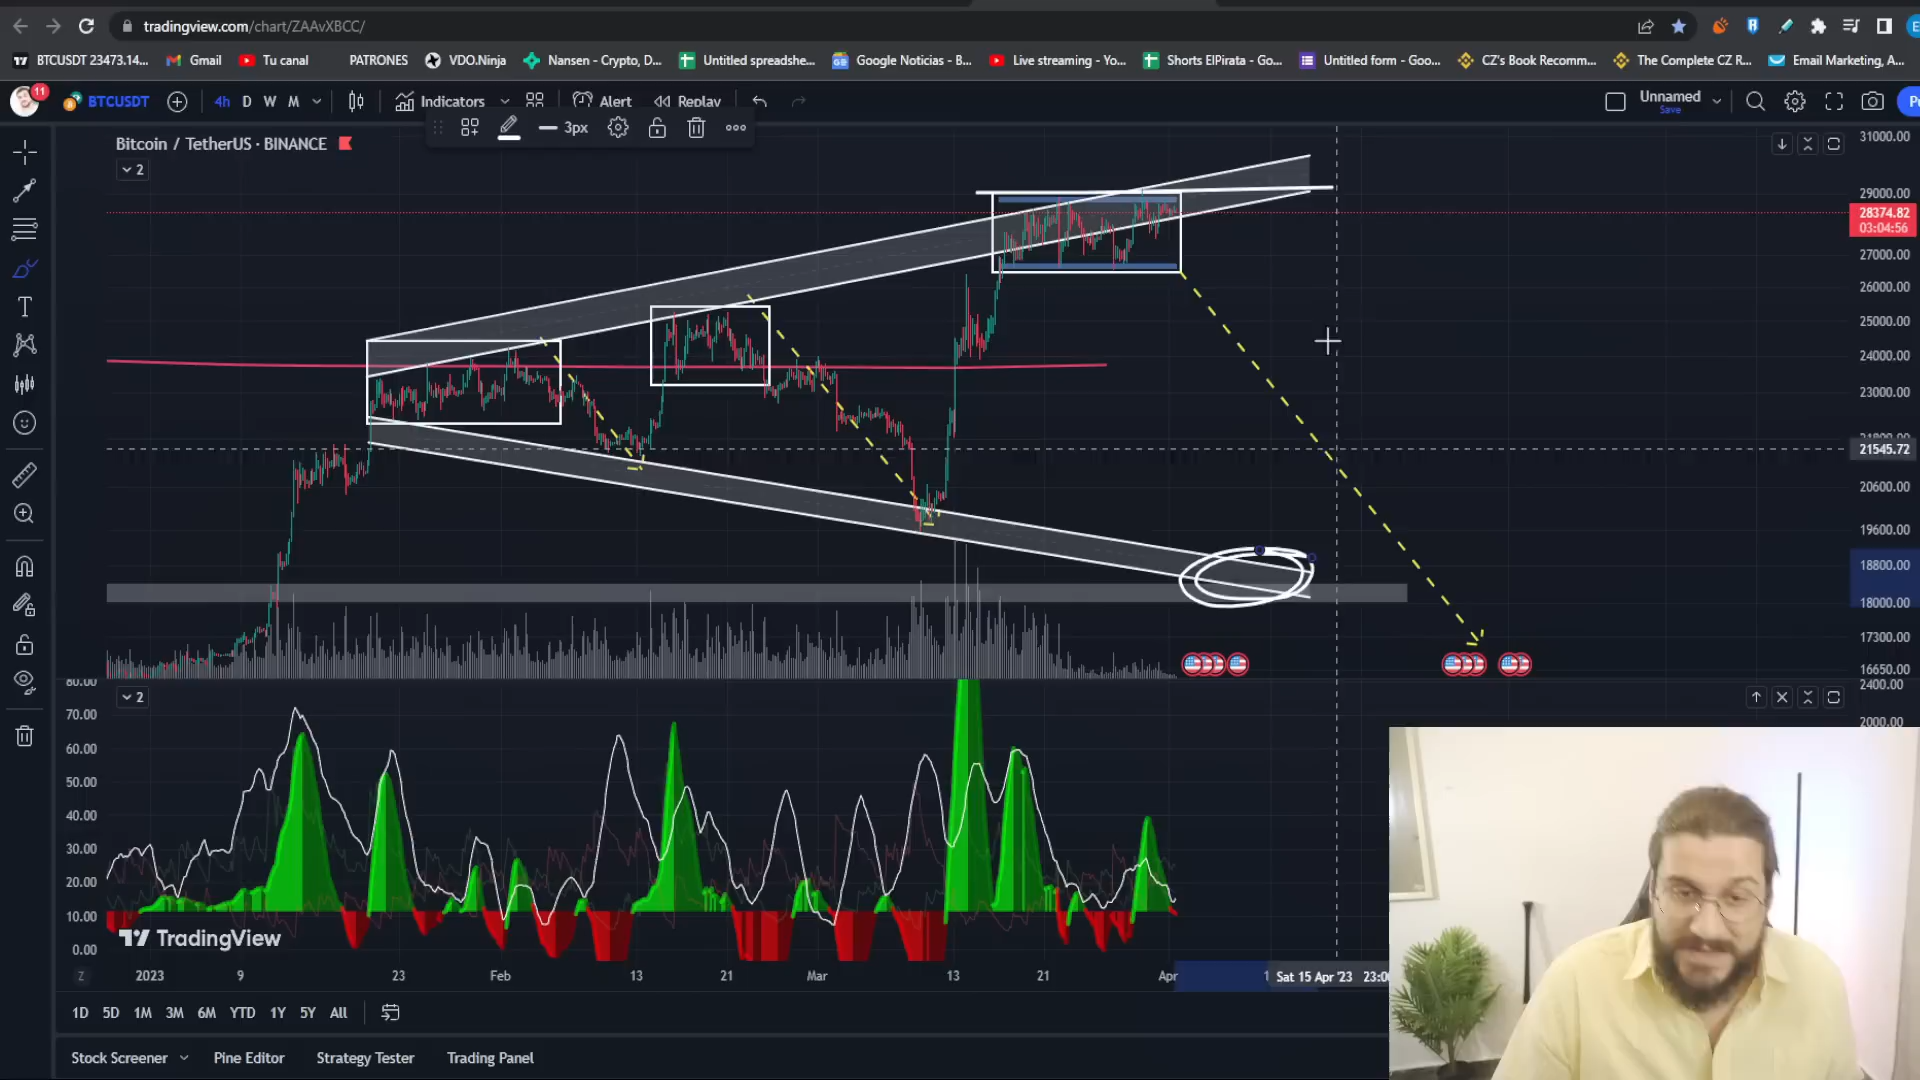 tradingview.com/chart/ZAAvXBCC/
BTCUSDT 23473.14... Gmail Tu canal PATRONES VDO.Ninja Nansen - Crypto, D... Untitled spreadshe... Google Noticias - B... Live streaming - Yo... Shorts ElPirata - Go... Untitled form - Goo... CZ's Book Recomm... The Complete CZ R... Email Marketing, A...
11 BTCUSDT 4h D W M Indicators Alert Replay Unnamed
Save
3px
Bitcoin / TetherUS · BINANCE
2
31000.00
29000.00
28374.82
03:04:56
27000.00
26000.00
25000.00
24000.00
23000.00
21545.72
20600.00
19600.00
18800.00
18000.00
17300.00
16650.00
2400.00
2000.00
2
80.00
70.00
60.00
50.00
40.00
30.00
20.00
10.00
0.00
TradingView
Z 2023 9 23 Feb 13 21 Mar 13 21 Apr Sat 15 Apr '23 23:00
1D 5D 1M 3M 6M YTD 1Y 5Y All
Stock Screener Pine Editor Strategy Tester Trading Panel